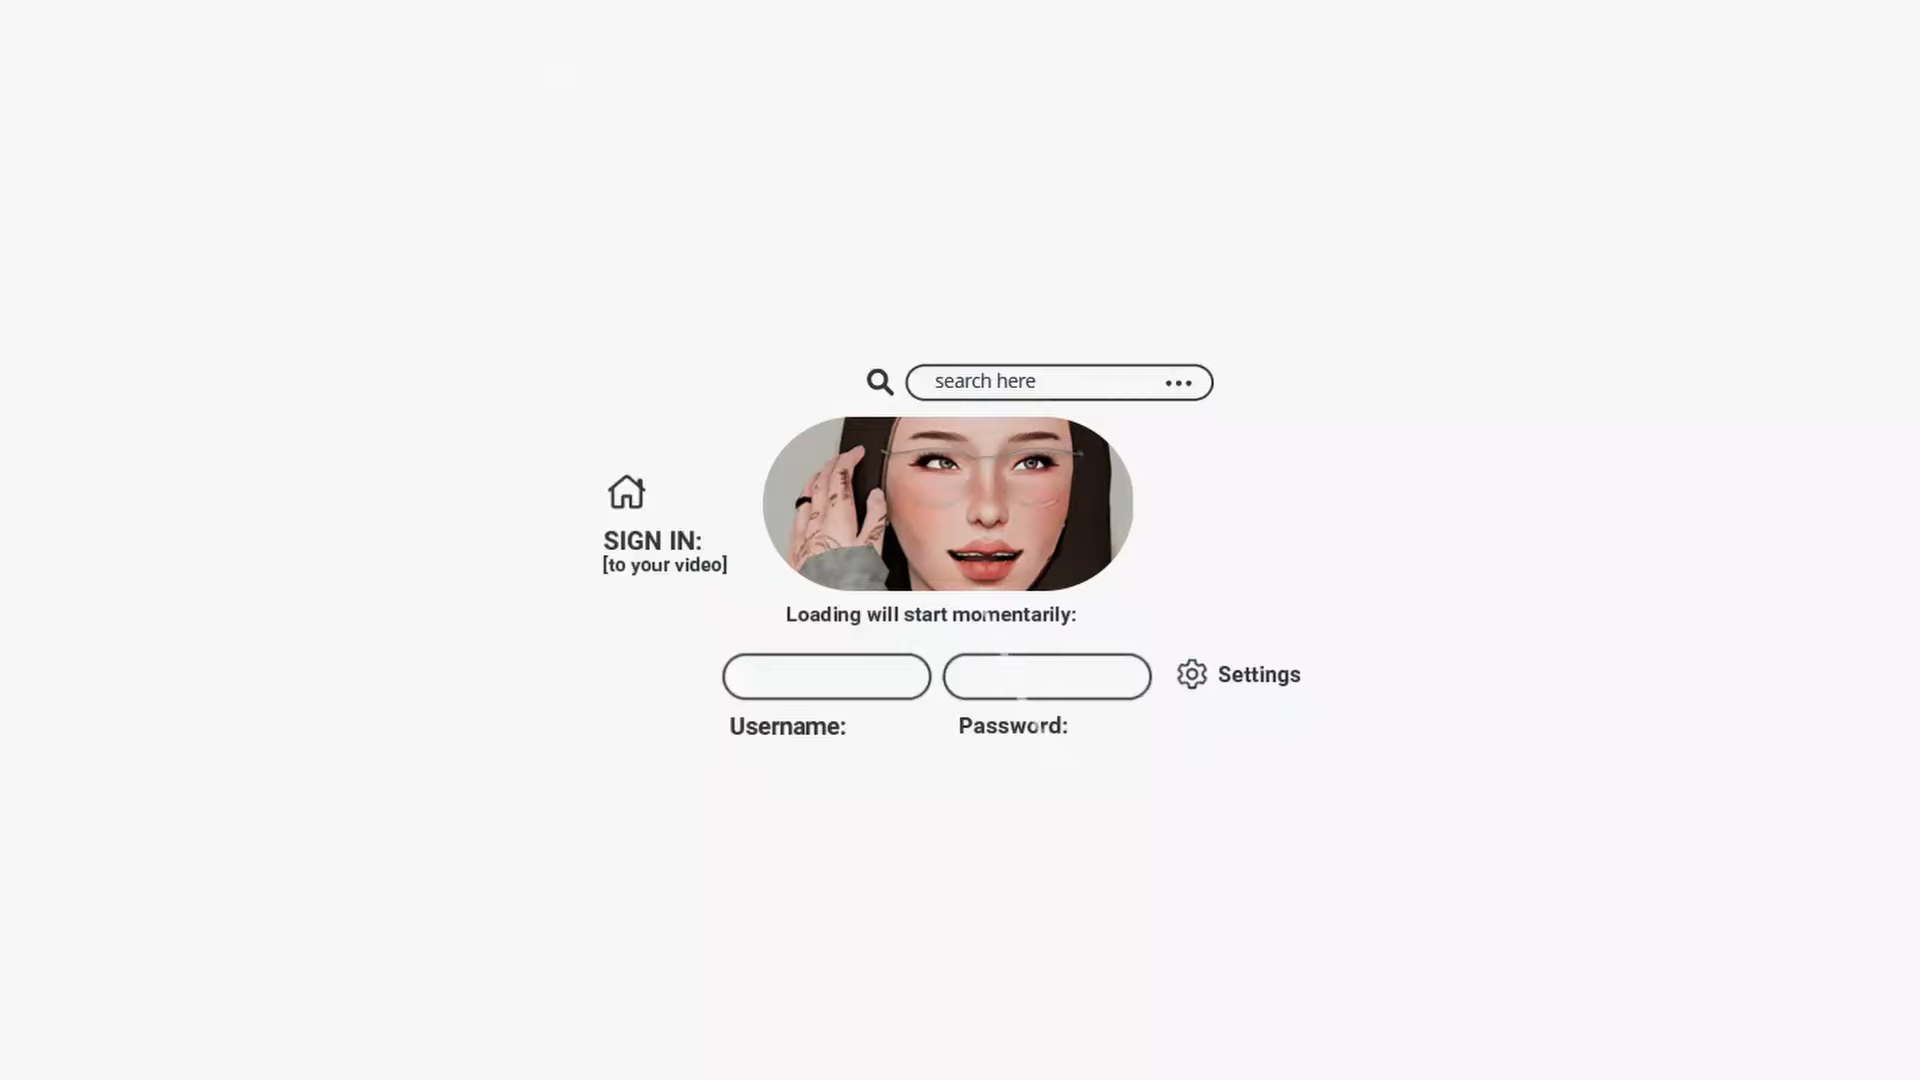 search here
SIGN IN:
[to your video]
Loading will start momentarily:
Settings
Username:
Password: